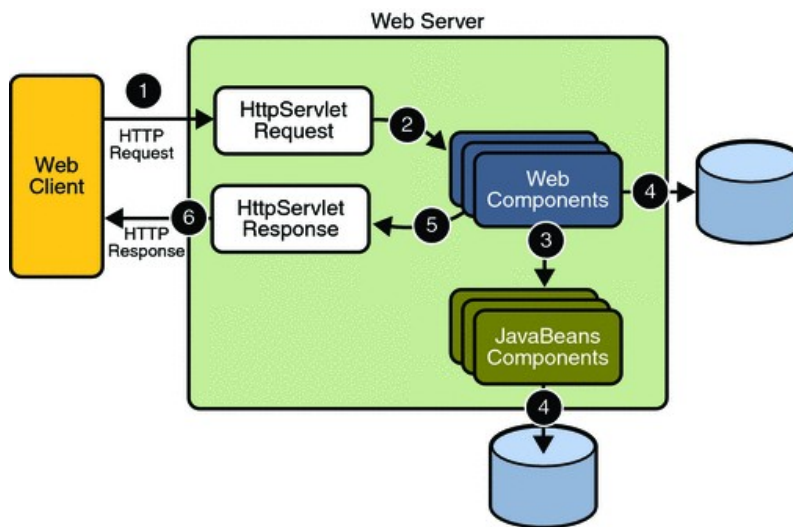 Web Server
1
HTTP
Request
HttpServlet
Request
2
Web
Client
Web
Components
4
6
HTTP
Response
HttpServlet
Response
5
3
JavaBeans
Components
4